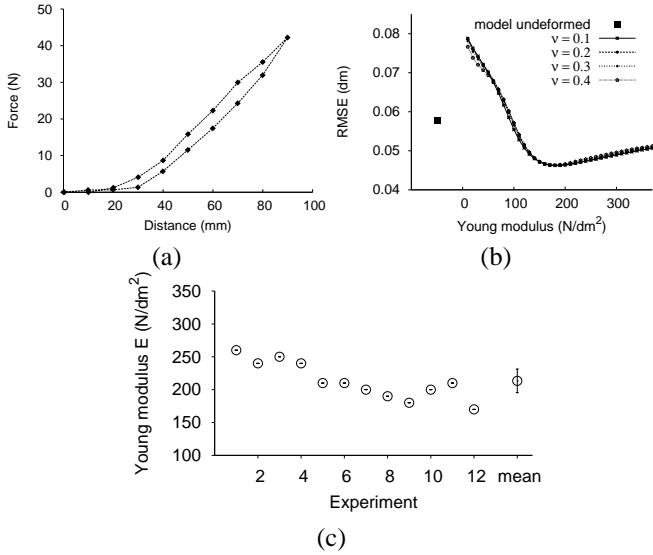 50
40
30
20
10
0
Force (N)
0 20 40 60 80 100
Distance (mm)
(a)
model undeformed
ν = 0.1
ν = 0.2
ν = 0.3
ν = 0.4
0.08
0.07
0.06
0.05
0.04
RMSE (dm)
0 100 200 300
Young modulus (N/dm²)
(b)
350
300
250
200
150
100
Young modulus E (N/dm²)
2 4 6 8 10 12 mean
Experiment
(c)